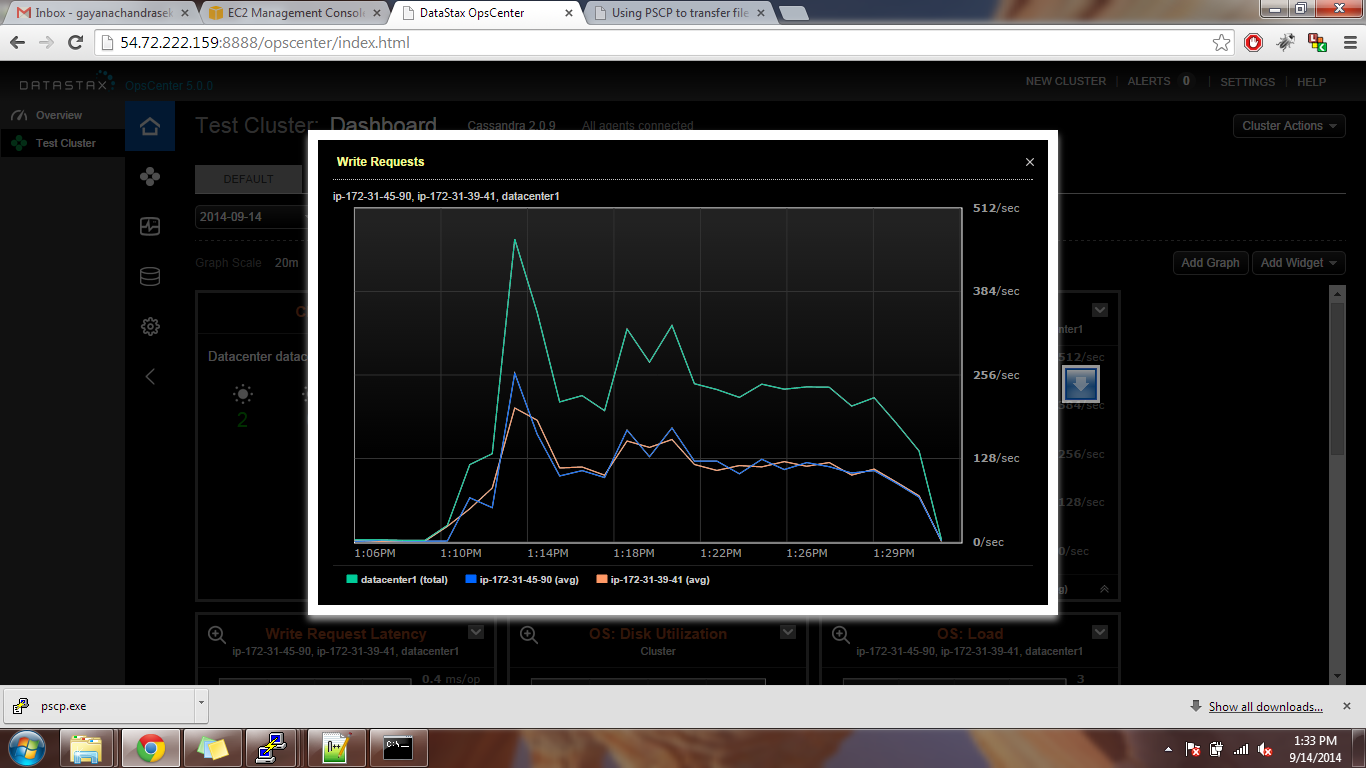 Inbox - gayanachandrasek
EC2 Management Consol
DataStax OpsCenter
Using PSCP to transfer file
54.72.222.159:8888/opscenter/index.html
DATASTAX OpsCenter 5.0.0
NEW CLUSTER ALERTS 0 SETTINGS HELP
Overview
Test Cluster
Test Cluster: Dashboard Cassandra 2.0.9 All agents connected
Cluster Actions
DEFAULT
2014-09-14
Graph Scale 20m
Add Graph Add Widget
Write Requests
ip-172-31-45-90, ip-172-31-39-41, datacenter1
512/sec
384/sec
256/sec
128/sec
0/sec
1:06PM 1:10PM 1:14PM 1:18PM 1:22PM 1:26PM 1:29PM
datacenter1 (total) ip-172-31-45-90 (avg) ip-172-31-39-41 (avg)
Datacenter datac
2
nter1
512/sec
384/sec
256/sec
128/sec
0/sec
Write Request Latency
ip-172-31-45-90, ip-172-31-39-41, datacenter1
0.4 ms/op
OS: Disk Utilization
Cluster
OS: Load
ip-172-31-45-90, ip-172-31-39-41, datacenter1
3
pscp.exe
Show all downloads...
C:\
1:33 PM
9/14/2014